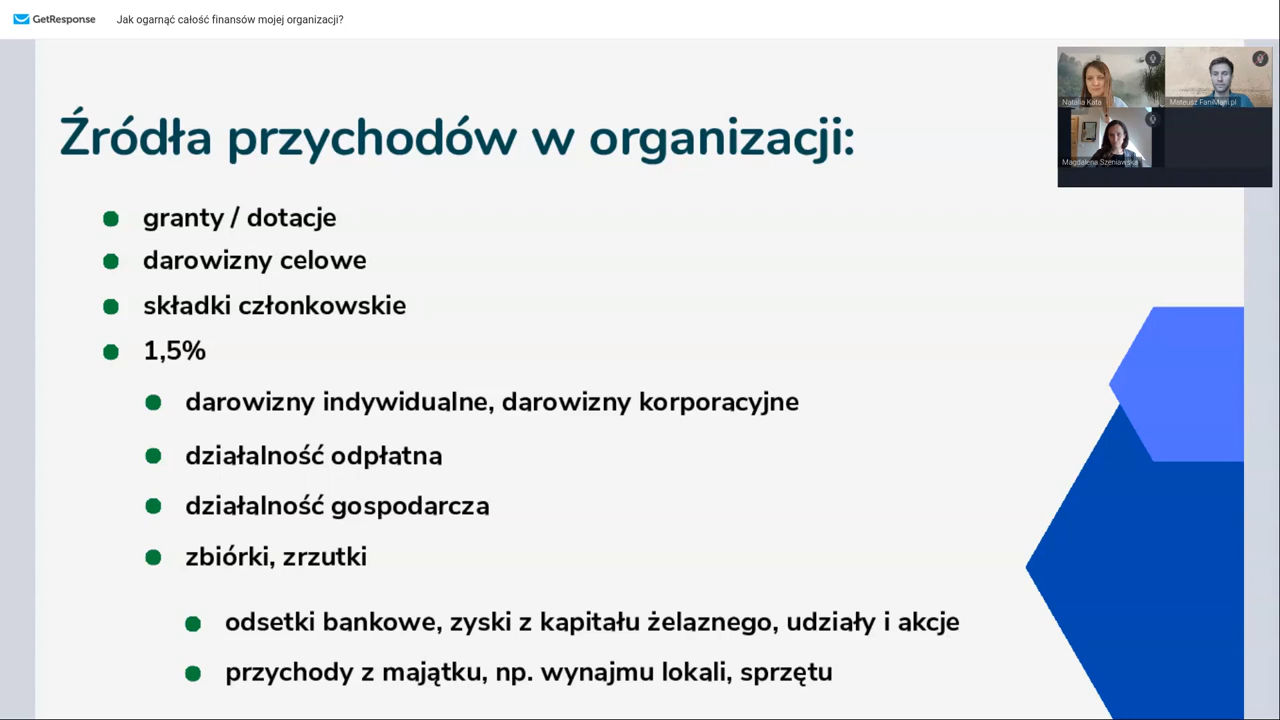 GetResponse
Jak ogarnąć całość finansów mojej organizacji?
Źródła przychodów w organizacji:
granty / dotacje
darowizny celowe
składki członkowskie
1,5%
darowizny indywidualne, darowizny korporacyjne
działalność odpłatna
działalność gospodarcza
zbiórki, zrzutki
odsetki bankowe, zyski z kapitału żelaznego, udziały i akcje
przychody z majątku, np. wynajmu lokali, sprzętu
Natalia Kata
Mateusz FaniMani.pl
Magdalena Szeniawska